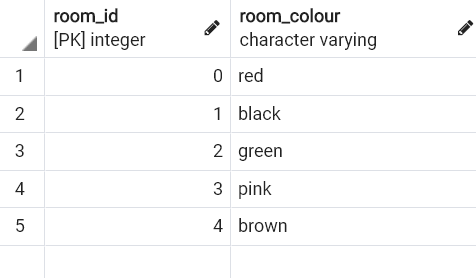 room_id room_colour
[PK] integer character varying
1 0 red
2 1 black
3 2 green
4 3 pink
5 4 brown